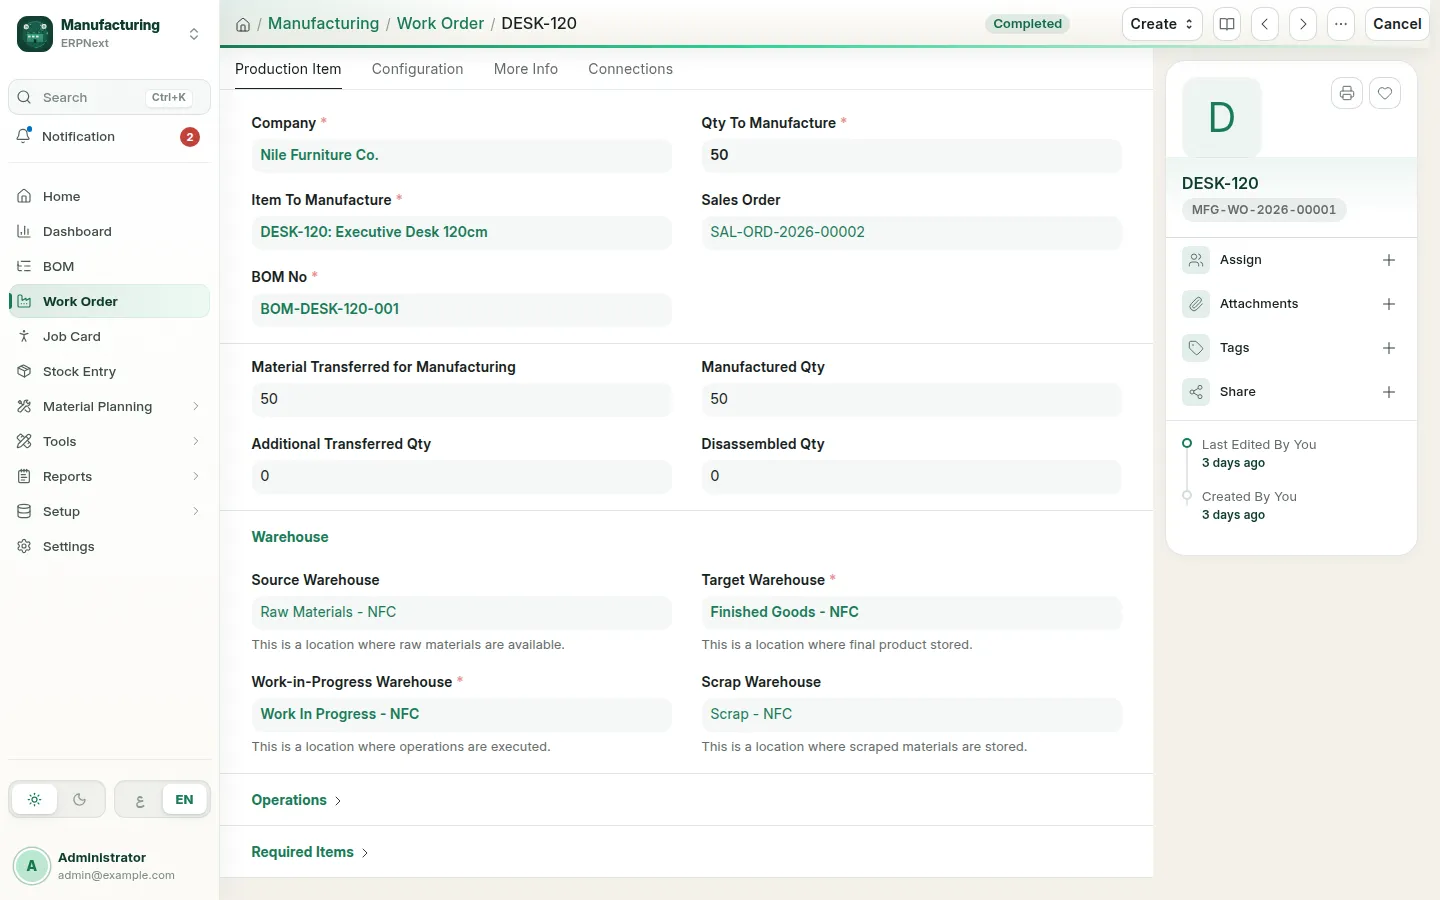 Manufacturing
ERPNext
Search
Ctrl+K
Notification
2
Home
Dashboard
BOM
Work Order
Job Card
Stock Entry
Material Planning
Tools
Reports
Setup
Settings
ع
EN
A
Administrator
admin@example.com
/ Manufacturing / Work Order / DESK-120
Completed
Create
...
Cancel
Production Item
Configuration
More Info
Connections
Company *
Nile Furniture Co.
Qty To Manufacture *
50
Item To Manufacture *
DESK-120: Executive Desk 120cm
Sales Order
SAL-ORD-2026-00002
BOM No *
BOM-DESK-120-001
Material Transferred for Manufacturing
50
Manufactured Qty
50
Additional Transferred Qty
0
Disassembled Qty
0
Warehouse
Source Warehouse
Raw Materials - NFC
This is a location where raw materials are available.
Target Warehouse *
Finished Goods - NFC
This is a location where final product stored.
Work-in-Progress Warehouse *
Work In Progress - NFC
This is a location where operations are executed.
Scrap Warehouse
Scrap - NFC
This is a location where scraped materials are stored.
Operations
Required Items
D
DESK-120
MFG-WO-2026-00001
Assign
Attachments
Tags
Share
Last Edited By You
3 days ago
Created By You
3 days ago